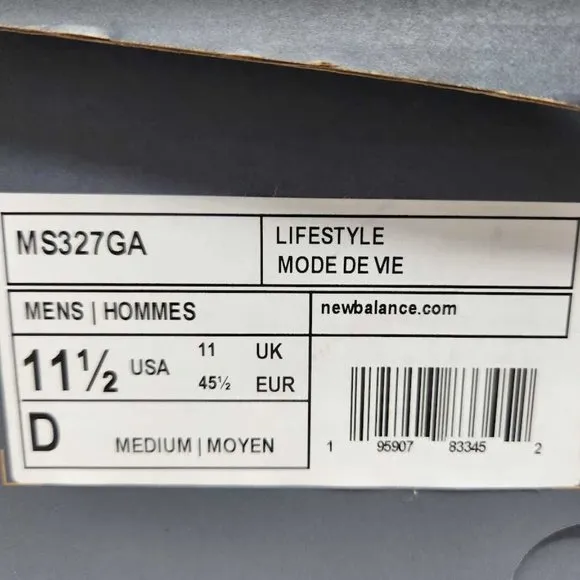 MS327GA
LIFESTYLE
MODE DE VIE
MENS | HOMMES
newbalance.com
11½ USA
11 UK
45½ EUR
D
MEDIUM | MOYEN
1 95907 83345 2